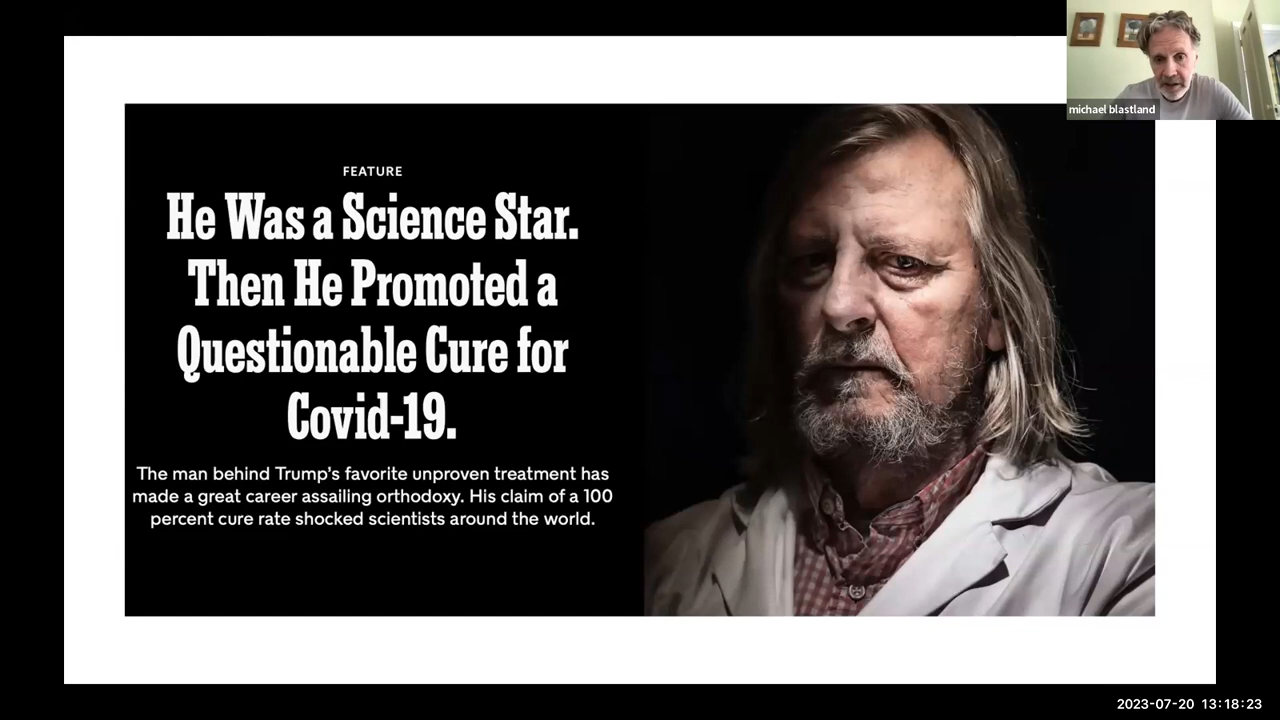 michael blastland
FEATURE
He Was a Science Star.
Then He Promoted a
Questionable Cure for
Covid-19.
The man behind Trump’s favorite unproven treatment has
made a great career assailing orthodoxy. His claim of a 100
percent cure rate shocked scientists around the world.
2023-07-20 13:18:23